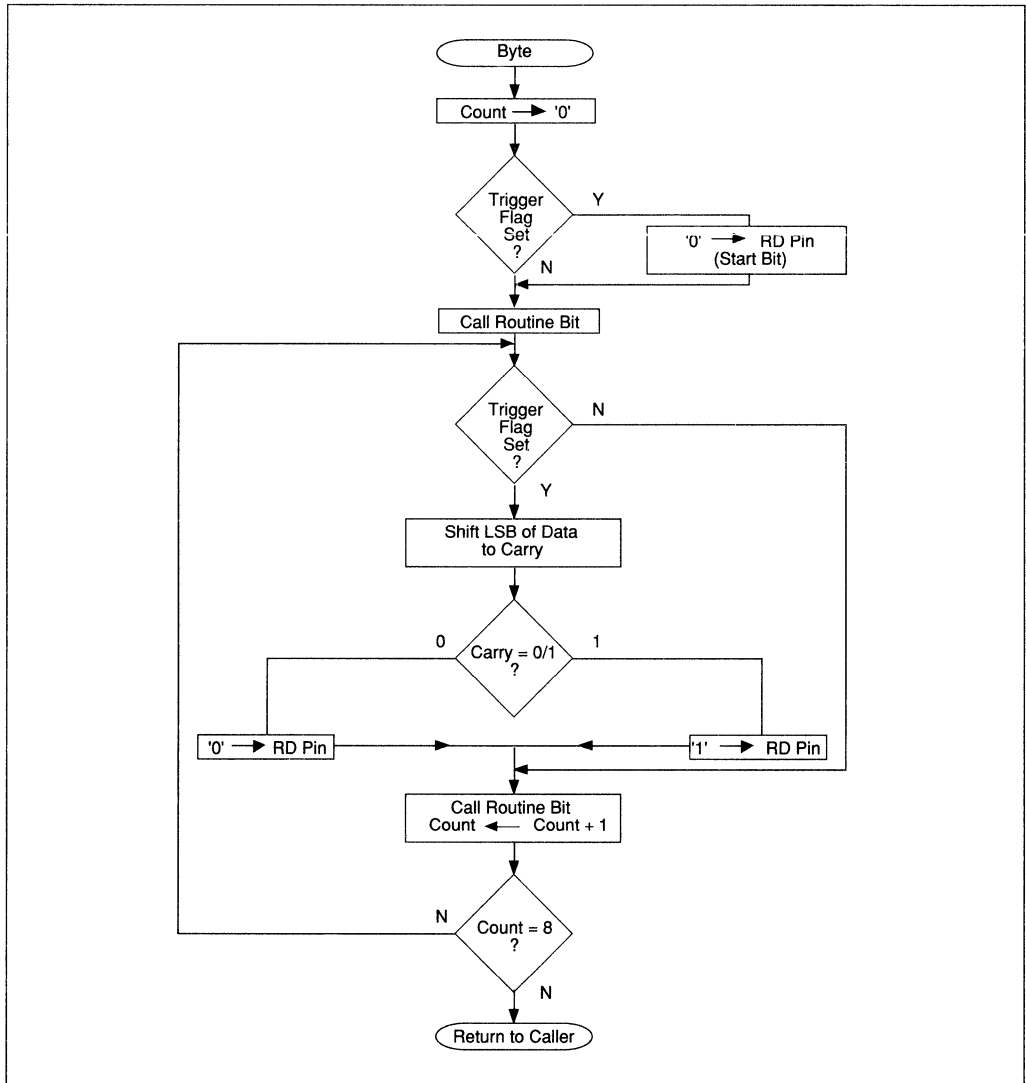 Byte
Count → '0'
Trigger
Flag
Set
?
Y
'0' → RD Pin
(Start Bit)
N
Call Routine Bit
Trigger
Flag
Set
?
N
Y
Shift LSB of Data
to Carry
0
Carry = 0/1
?
1
'0' → RD Pin
'1' → RD Pin
Call Routine Bit
Count ← Count + 1
N
Count = 8
?
N
Return to Caller